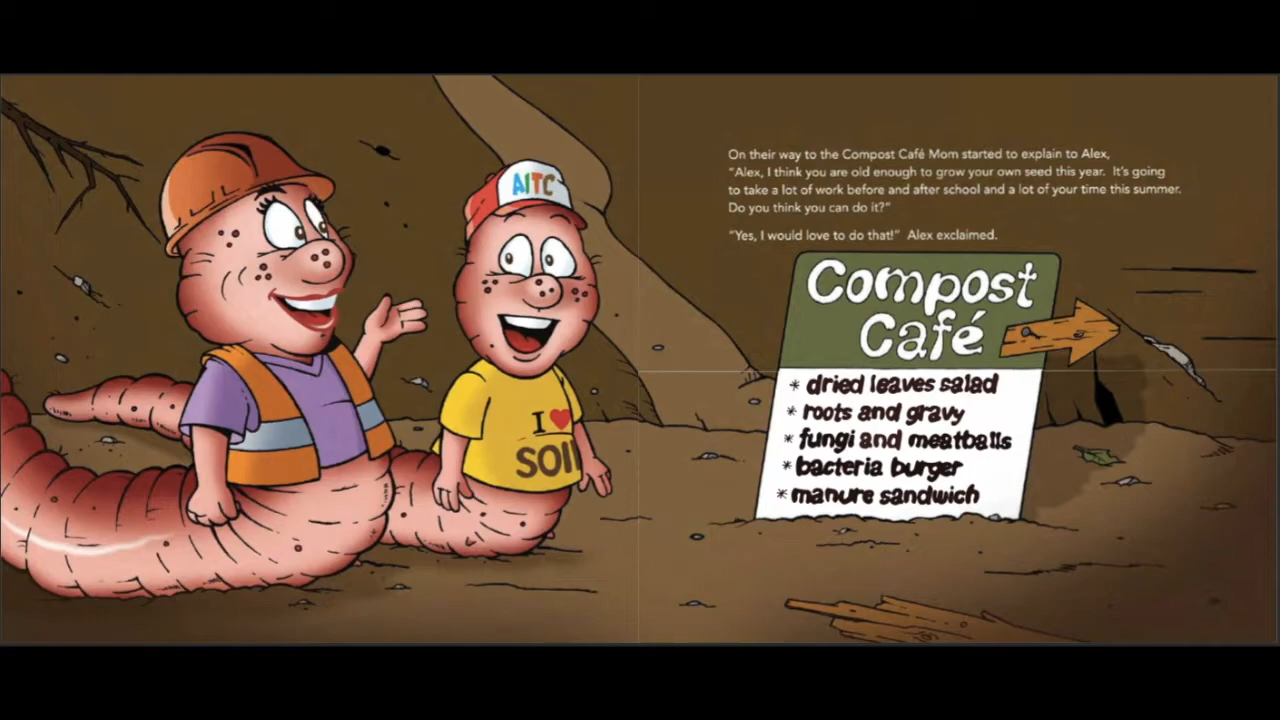 AITC
I ❤ SOIL
On their way to the Compost Café Mom started to explain to Alex,
“Alex, I think you are old enough to grow your own seed this year. It’s going
to take a lot of work before and after school and a lot of your time this summer.
Do you think you can do it?”
“Yes, I would love to do that!” Alex exclaimed.
Compost
Café
* dried leaves salad
* roots and gravy
* fungi and meatballs
* bacteria burger
* manure sandwich